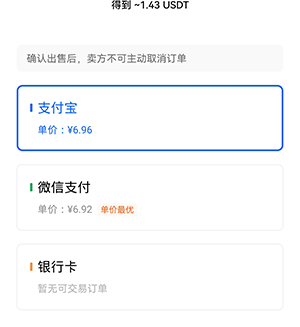 得到 ~1.43 USDT
确认出售后，卖方不可主动取消订单
支付宝
单价：¥6.96
微信支付
单价：¥6.92 单价最优
银行卡
暂无可交易订单